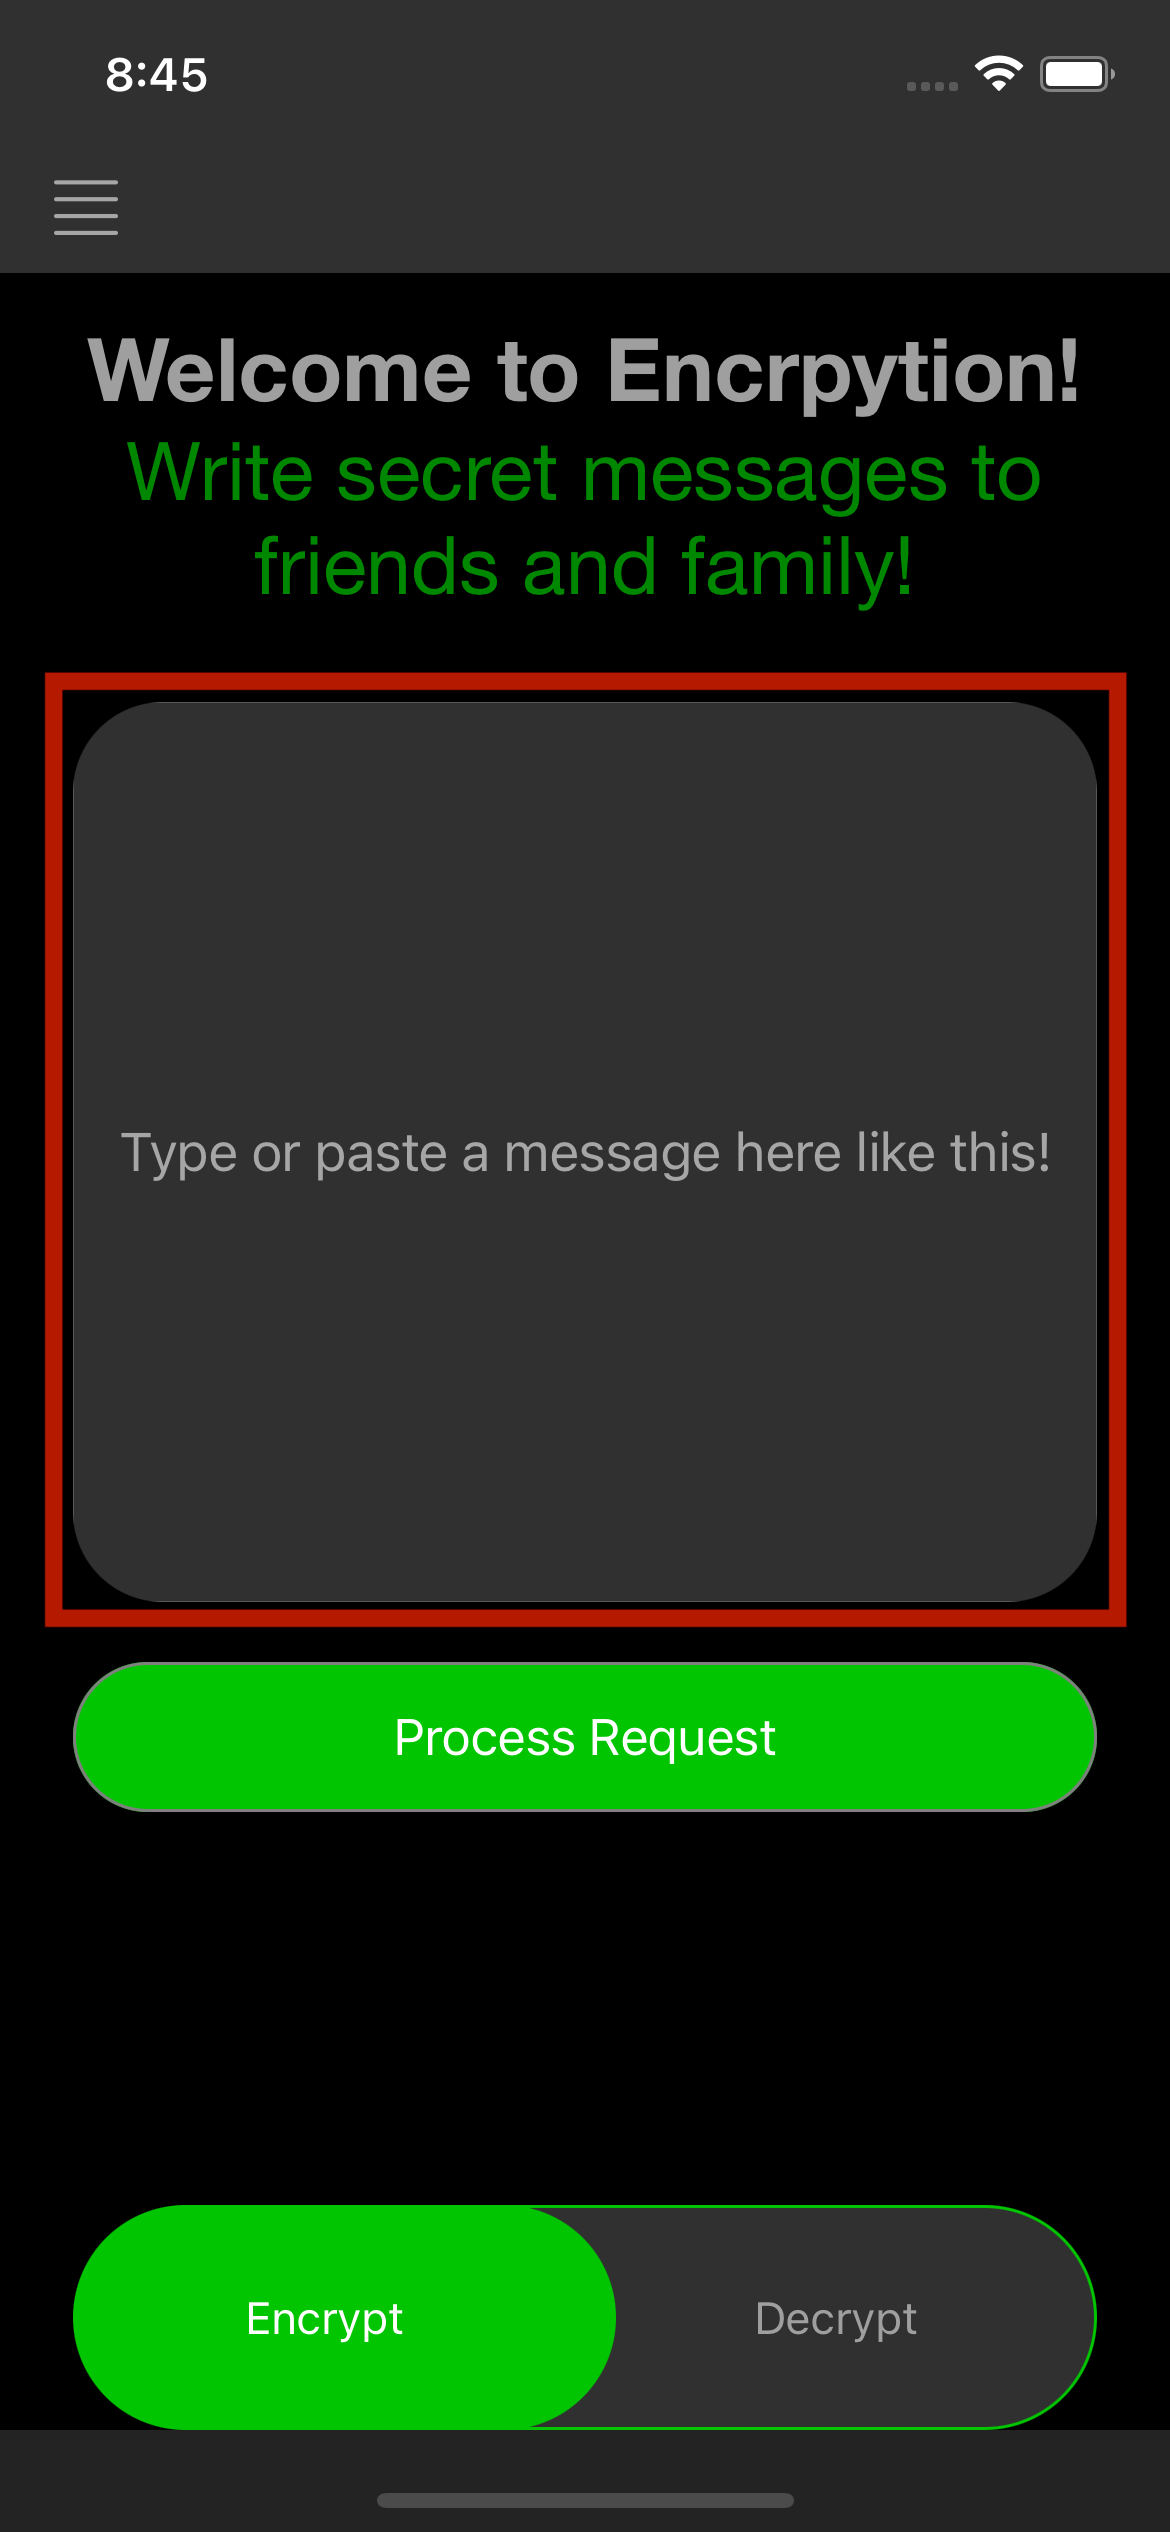 8:45
Welcome to Encrpytion!
Write secret messages to
friends and family!
Type or paste a message here like this!
Process Request
Encrypt
Decrypt